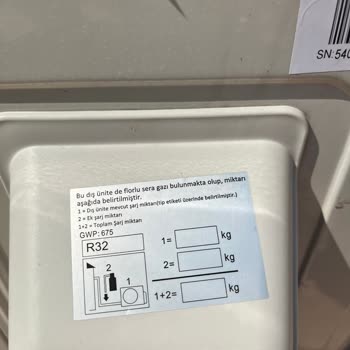 SN:540
Bu dış ünite de florlu sera gazı bulunmakta olup, miktarı
aşağıda belirtilmiştir.
1 = Dış ünite mevcut şarj miktarı(tip etiketi üzerinde belirtilmiştir.)
2 = Ek şarj miktarı
1+2 = Toplam Şarj miktarı
GWP: 675
R32
1= kg
2= kg
1+2= kg
2
1